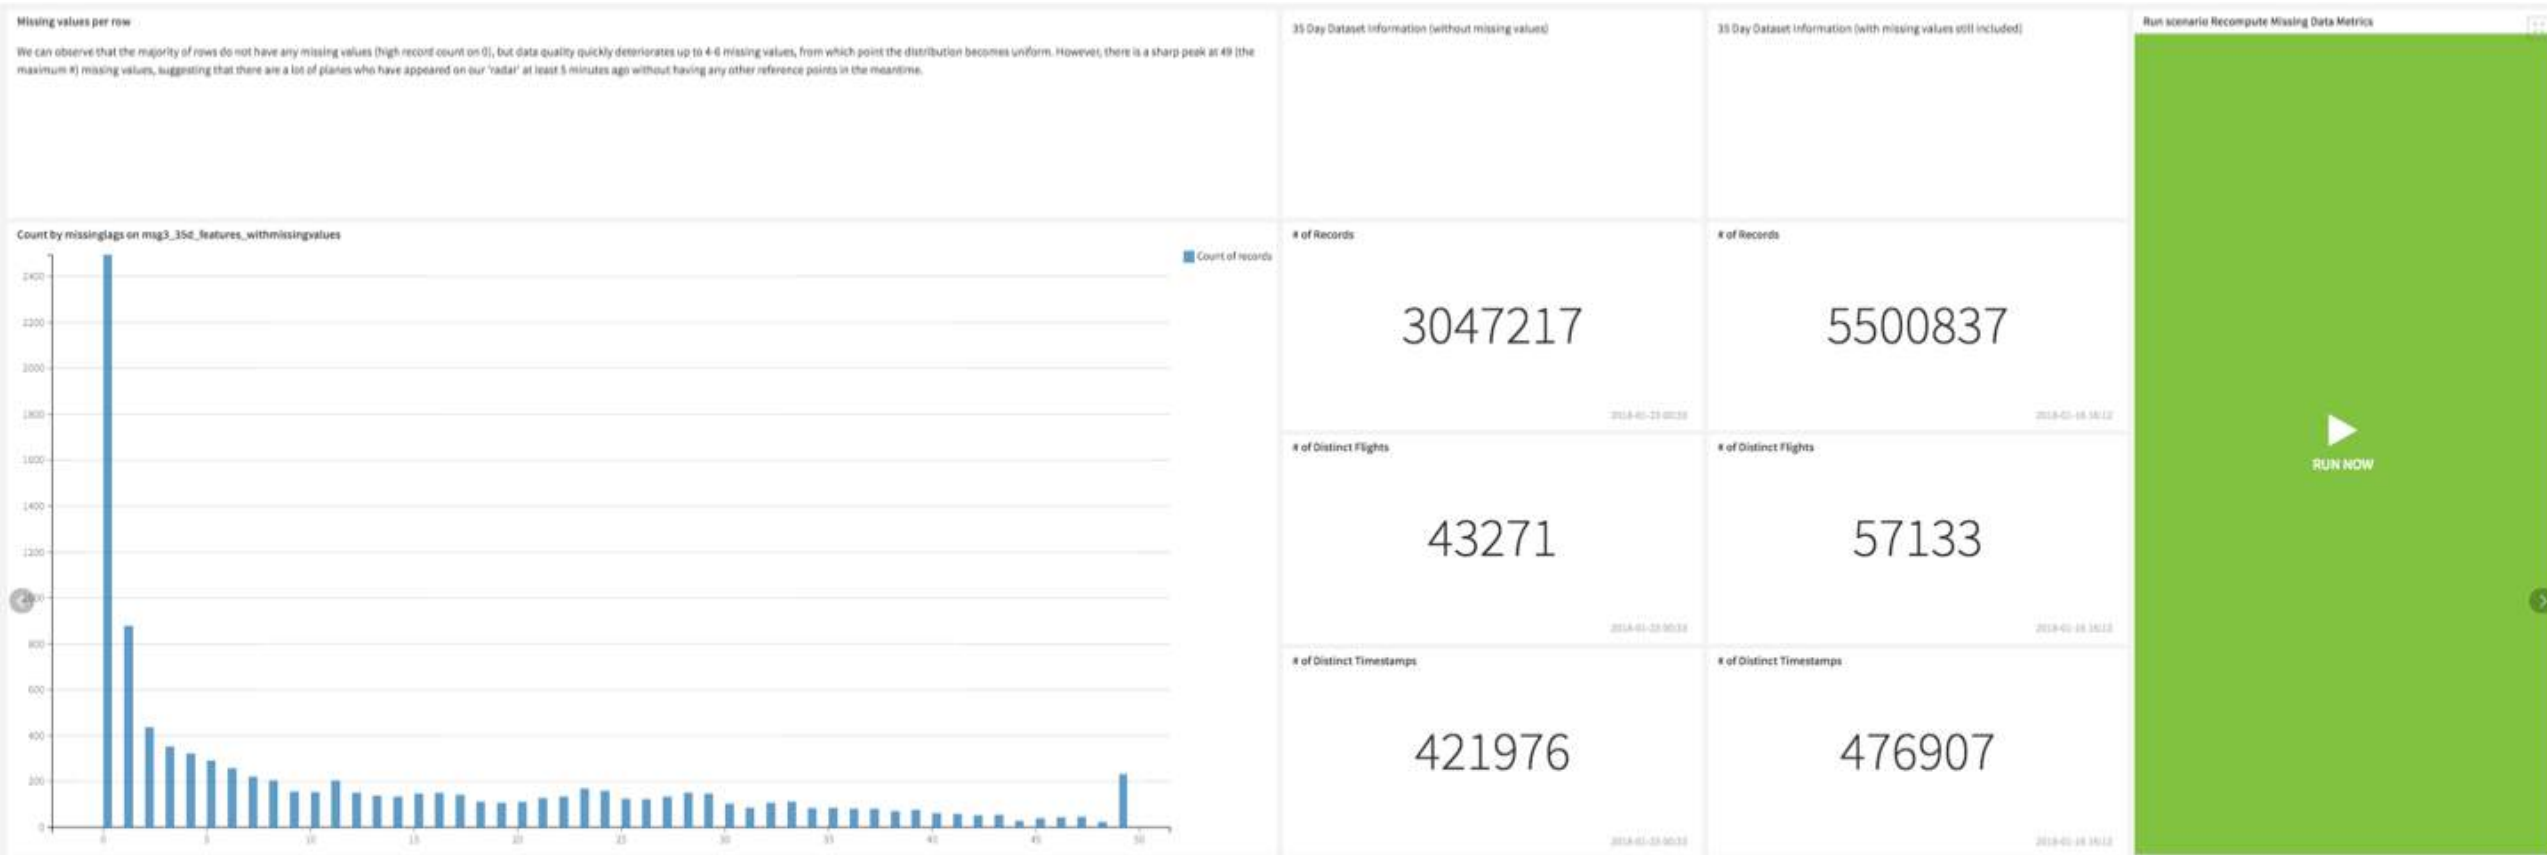 Missing values per row
We can observe that the majority of rows do not have any missing values (high record count on 0), but data quality quickly deteriorates up to 4-6 missing values, from which point the distribution becomes uniform. However, there is a sharp peak at 49 (the
maximum #) missing values, suggesting that there are a lot of planes who have appeared on our 'radar' at least 5 minutes ago without having any other reference points in the meantime.
35 Day Dataset Information (without missing values)
35 Day Dataset Information (with missing values still included)
Run scenario Recompute Missing Data Metrics
RUN NOW
Count by missinglags on msg3_35d_features_withmissingvalues
Count of records
2400
2200
2000
1800
1600
1400
1200
800
600
400
200
0
0 5 10 15 20 25 30 35 40 45 50
# of Records
3047217
# of Records
5500837
# of Distinct Flights
43271
# of Distinct Flights
57133
# of Distinct Timestamps
421976
# of Distinct Timestamps
476907